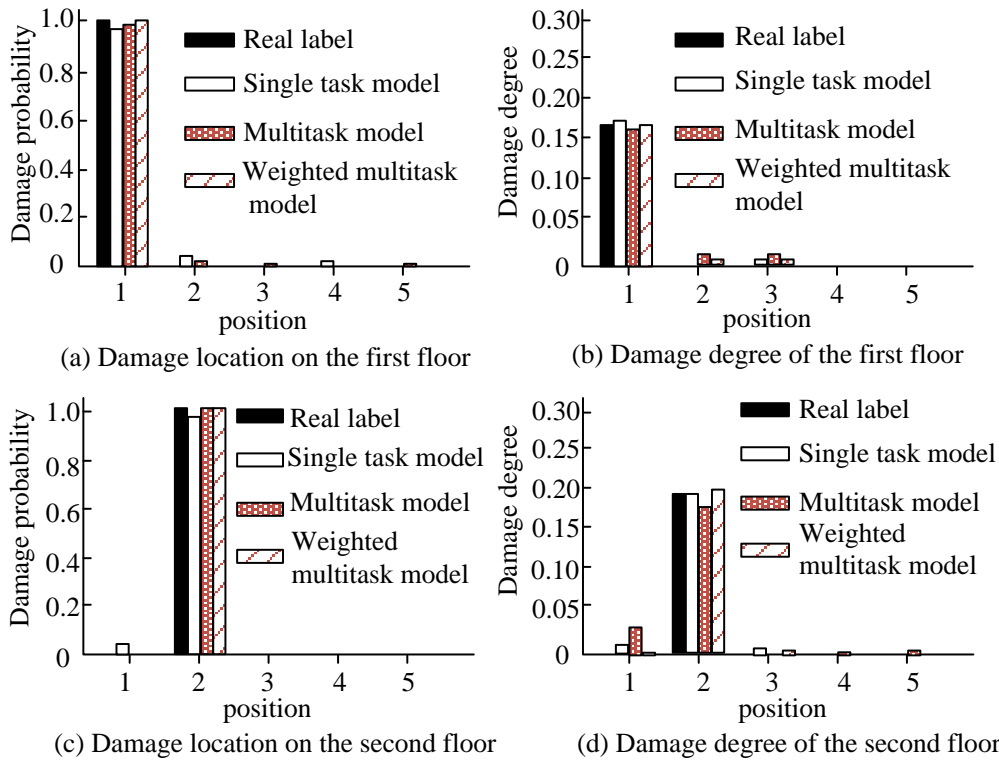 Damage probability
1.0
0.8
0.6
0.4
0.2
0
Real label
Single task model
Multitask model
Weighted multitask
model
1
2
3
4
5
position
(a) Damage location on the first floor
Damage degree
0.30
0.25
0.20
0.15
0.10
0.05
0
Real label
Single task model
Multitask model
Weighted multitask
model
1
2
3
4
5
position
(b) Damage degree of the first floor
Damage probability
1.0
0.8
0.6
0.4
0.2
0
Real label
Single task model
Multitask model
Weighted
multitask model
1
2
3
4
5
position
(c) Damage location on the second floor
Damage degree
0.30
0.25
0.20
0.10
0.05
0
Real label
Single task model
Multitask model
Weighted
multitask model
1
2
3
4
5
position
(d) Damage degree of the second floor